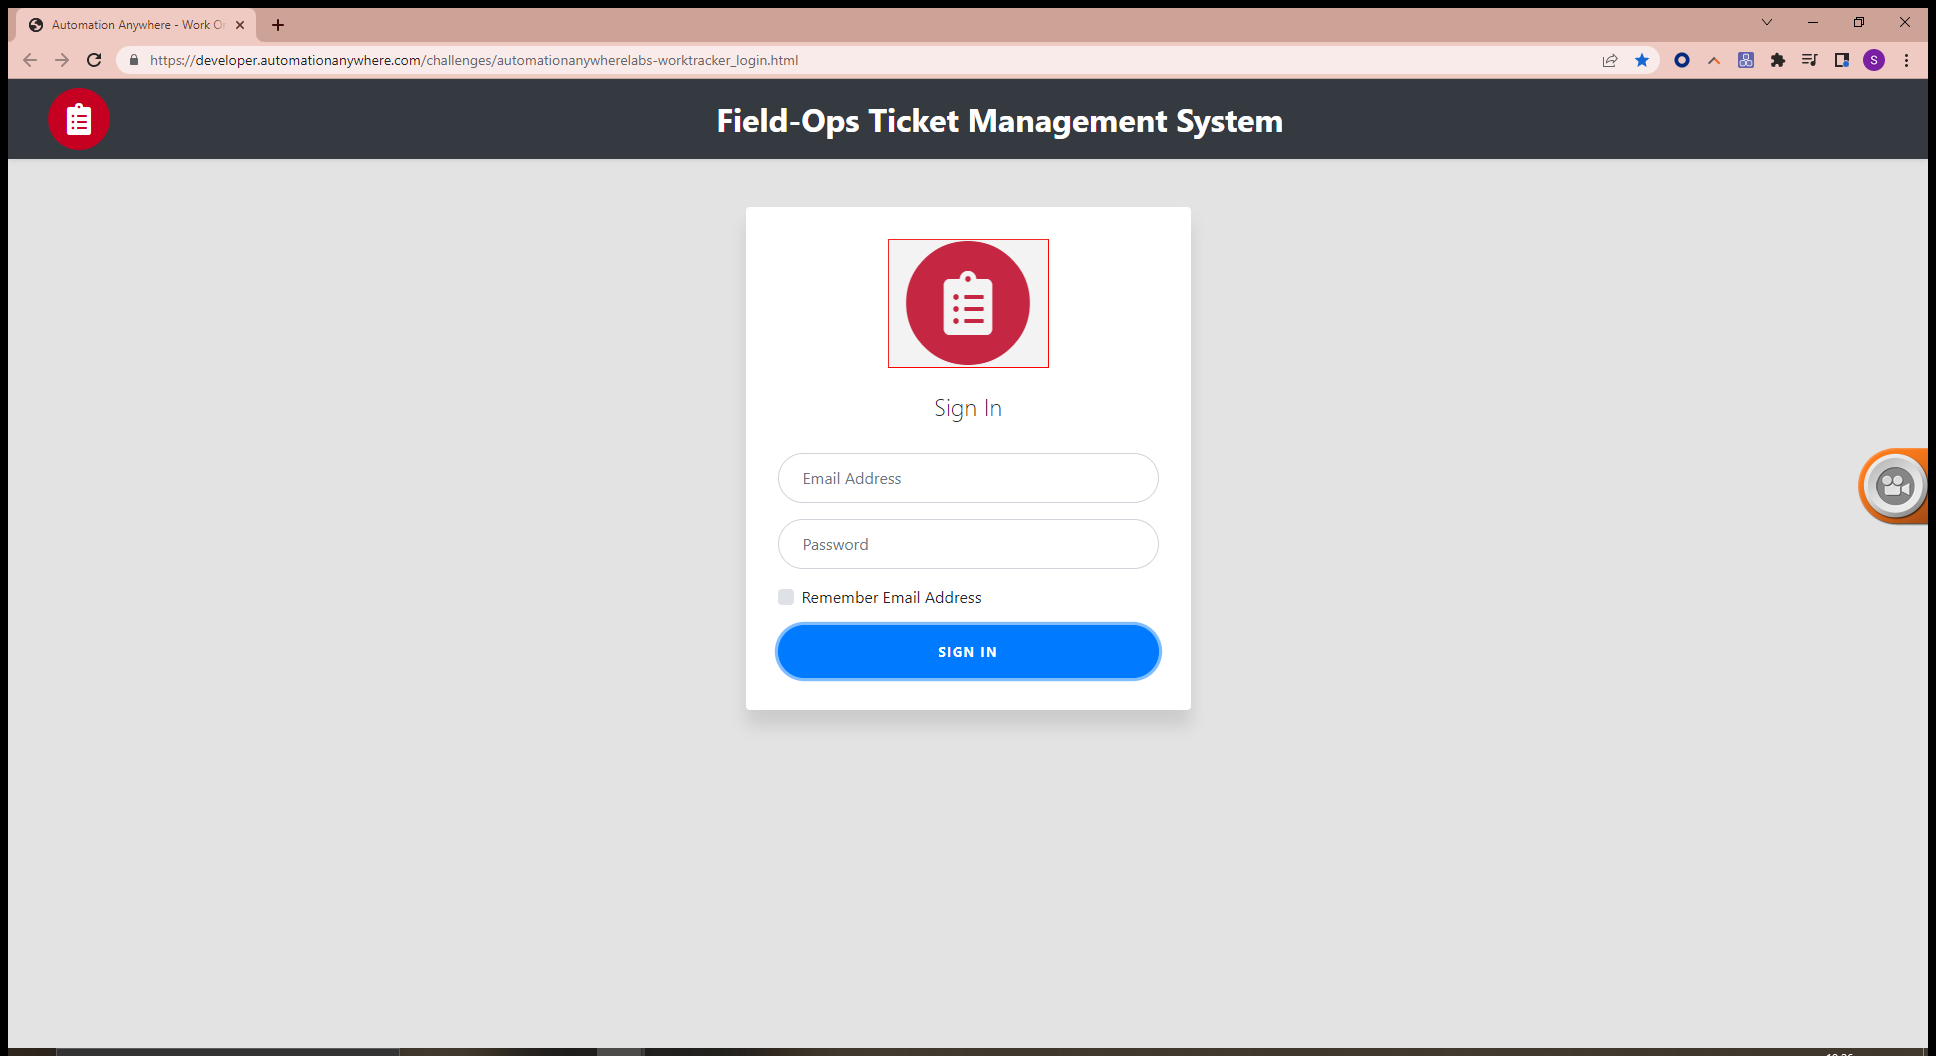 Automation Anywhere - Work O
https://developer.automationanywhere.com/challenges/automationanywherelabs-worktracker_login.html
S
Field-Ops Ticket Management System
Sign In
Email Address
Password
Remember Email Address
SIGN IN